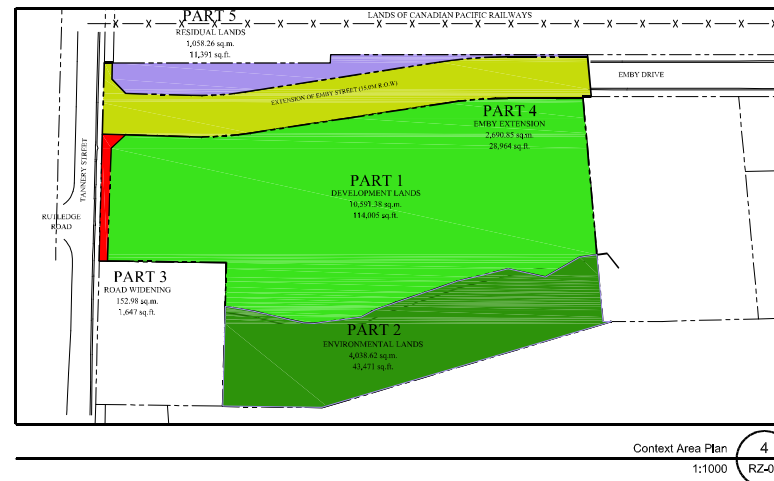 LANDS OF CANADIAN PACIFIC RAILWAYS
PART 5
RESIDUAL LANDS
1,058.26 sq.m.
11,391 sq.ft.
EXTENSION OF EMBY STREET (15.0M R.O.W)
EMBY DRIVE
PART 4
EMBY EXTENSION
2,690.85 sq.m.
28,964 sq.ft.
TANNERY STREET
RUTLEDGE
ROAD
PART 1
DEVELOPMENT LANDS
10,591.38 sq.m.
114,005 sq.ft.
PART 3
ROAD WIDENING
152.98 sq.m.
1,647 sq.ft.
PART 2
ENVIRONMENTAL LANDS
4,038.62 sq.m.
43,471 sq.ft.
Context Area Plan
4
1:1000
RZ-0